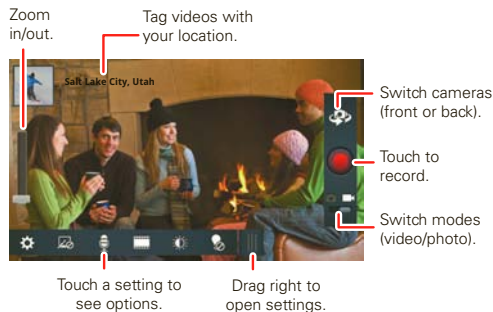 Zoom
in/out.
Tag videos with
your location.
Salt Lake City, Utah
Switch cameras
(front or back).
Touch to
record.
Switch modes
(video/photo).
Touch a setting to
see options.
Drag right to
open settings.